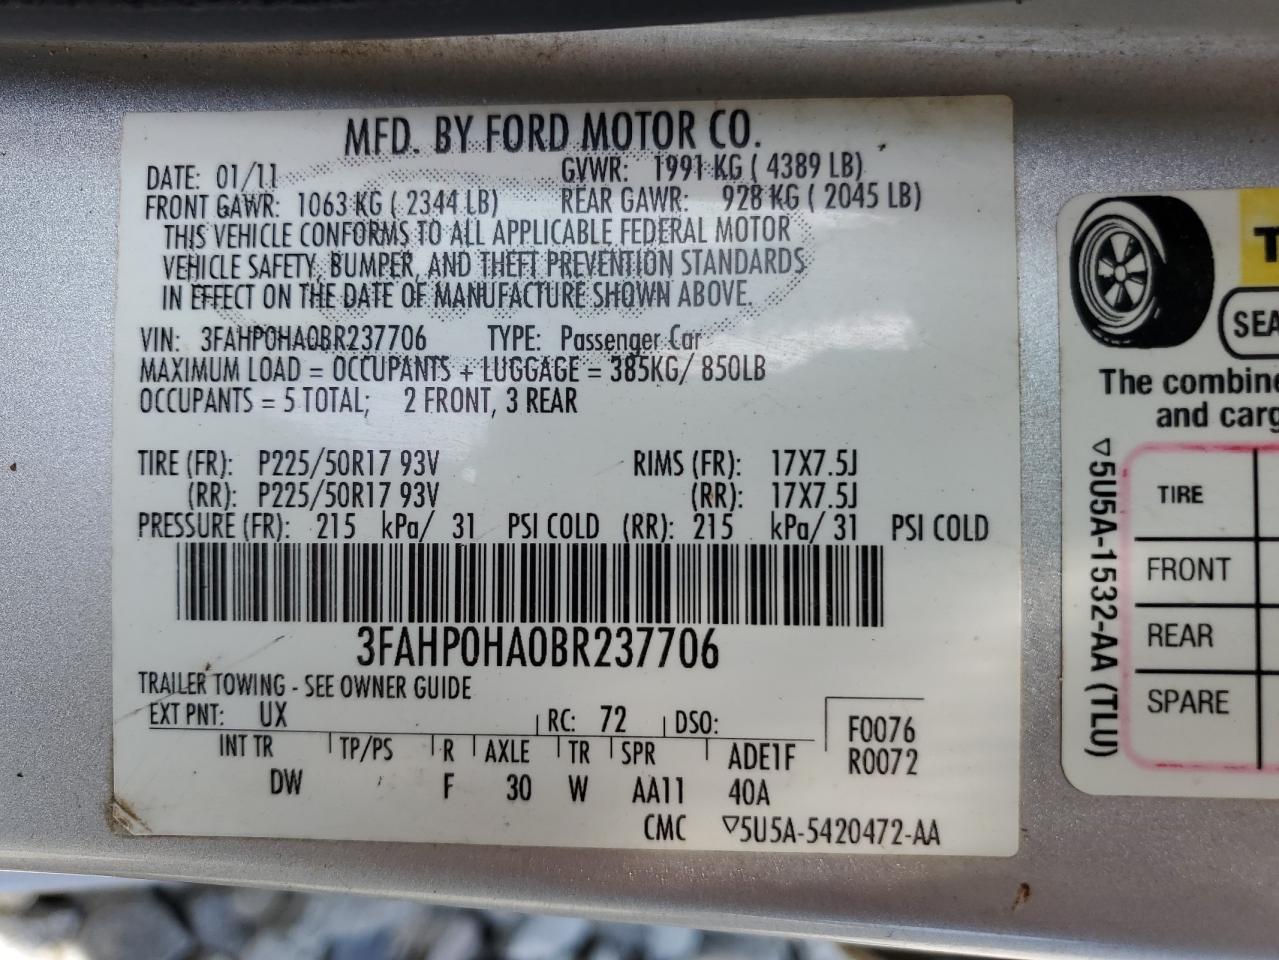 MFD. BY FORD MOTOR CO.
DATE: 01/11 GVWR: 1991 KG ( 4389 LB)
FRONT GAWR: 1063 KG ( 2344 LB) REAR GAWR: 928 KG ( 2045 LB)
THIS VEHICLE CONFORMS TO ALL APPLICABLE FEDERAL MOTOR
VEHICLE SAFETY, BUMPER, AND THEFT PREVENTION STANDARDS
IN EFFECT ON THE DATE OF MANUFACTURE SHOWN ABOVE.
VIN: 3FAHP0HA0BR237706 TYPE: Passenger Car
MAXIMUM LOAD = OCCUPANTS + LUGGAGE = 385KG/ 850LB
OCCUPANTS = 5 TOTAL; 2 FRONT, 3 REAR
TIRE (FR): P225/50R17 93V RIMS (FR): 17X7.5J
(RR): P225/50R17 93V (RR): 17X7.5J
PRESSURE (FR): 215 kPa/ 31 PSI COLD (RR): 215 kPa/ 31 PSI COLD
3FAHP0HA0BR237706
TRAILER TOWING - SEE OWNER GUIDE
EXT PNT: UX RC: 72 DSO: F0076
INT TR TP/PS R AXLE TR SPR ADE1F R0072
DW F 30 W AA11 40A
CMC ▽5U5A-5420472-AA
T
SEA
The combine
and carg
▽5U5A-1532-AA (TLU)
TIRE
FRONT
REAR
SPARE